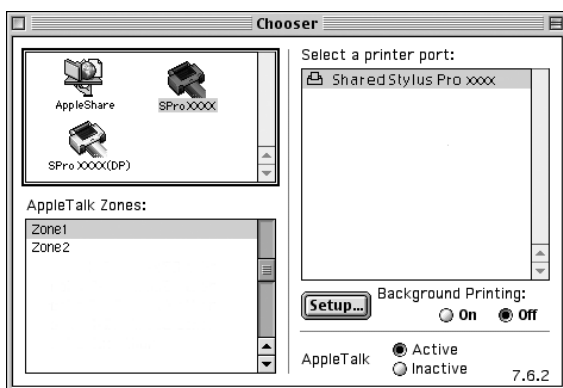 Chooser
AppleShare
SProXXXX
SPro XXXX(DP)
AppleTalk Zones:
Zone1
Zone2
Select a printer port:
Shared Stylus Pro xxxx
Setup...
Background Printing:
On Off
AppleTalk
Active
Inactive
7.6.2